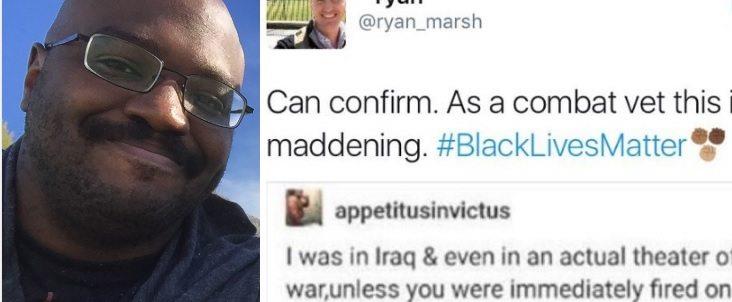 @ryan_marsh
Can confirm. As a combat vet this
maddening. #BlackLivesMatter
appetitusinvictus
I was in Iraq & even in an actual theater
war,unless you were immediately fired on